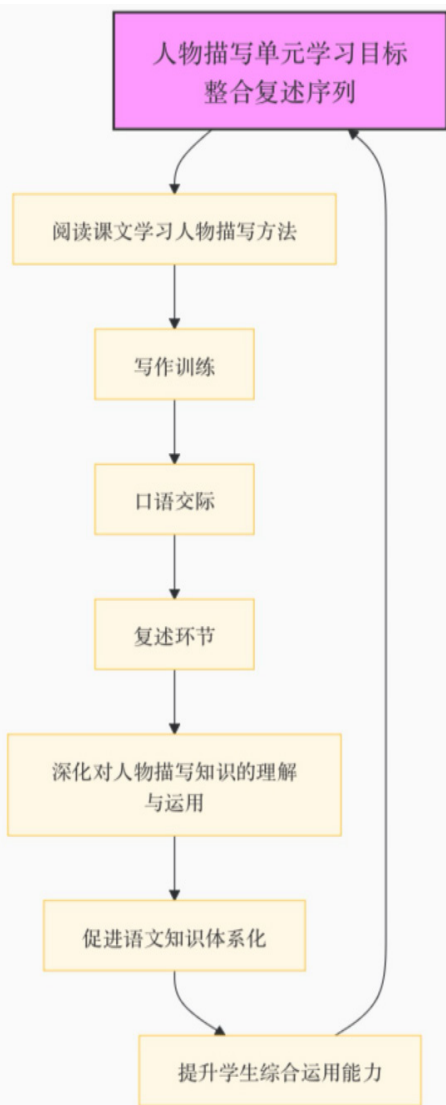 人物描写单元学习目标
整合复述序列
阅读课文学习人物描写方法
写作训练
口语交际
复述环节
深化对人物描写知识的理解
与运用
促进语文知识体系化
提升学生综合运用能力